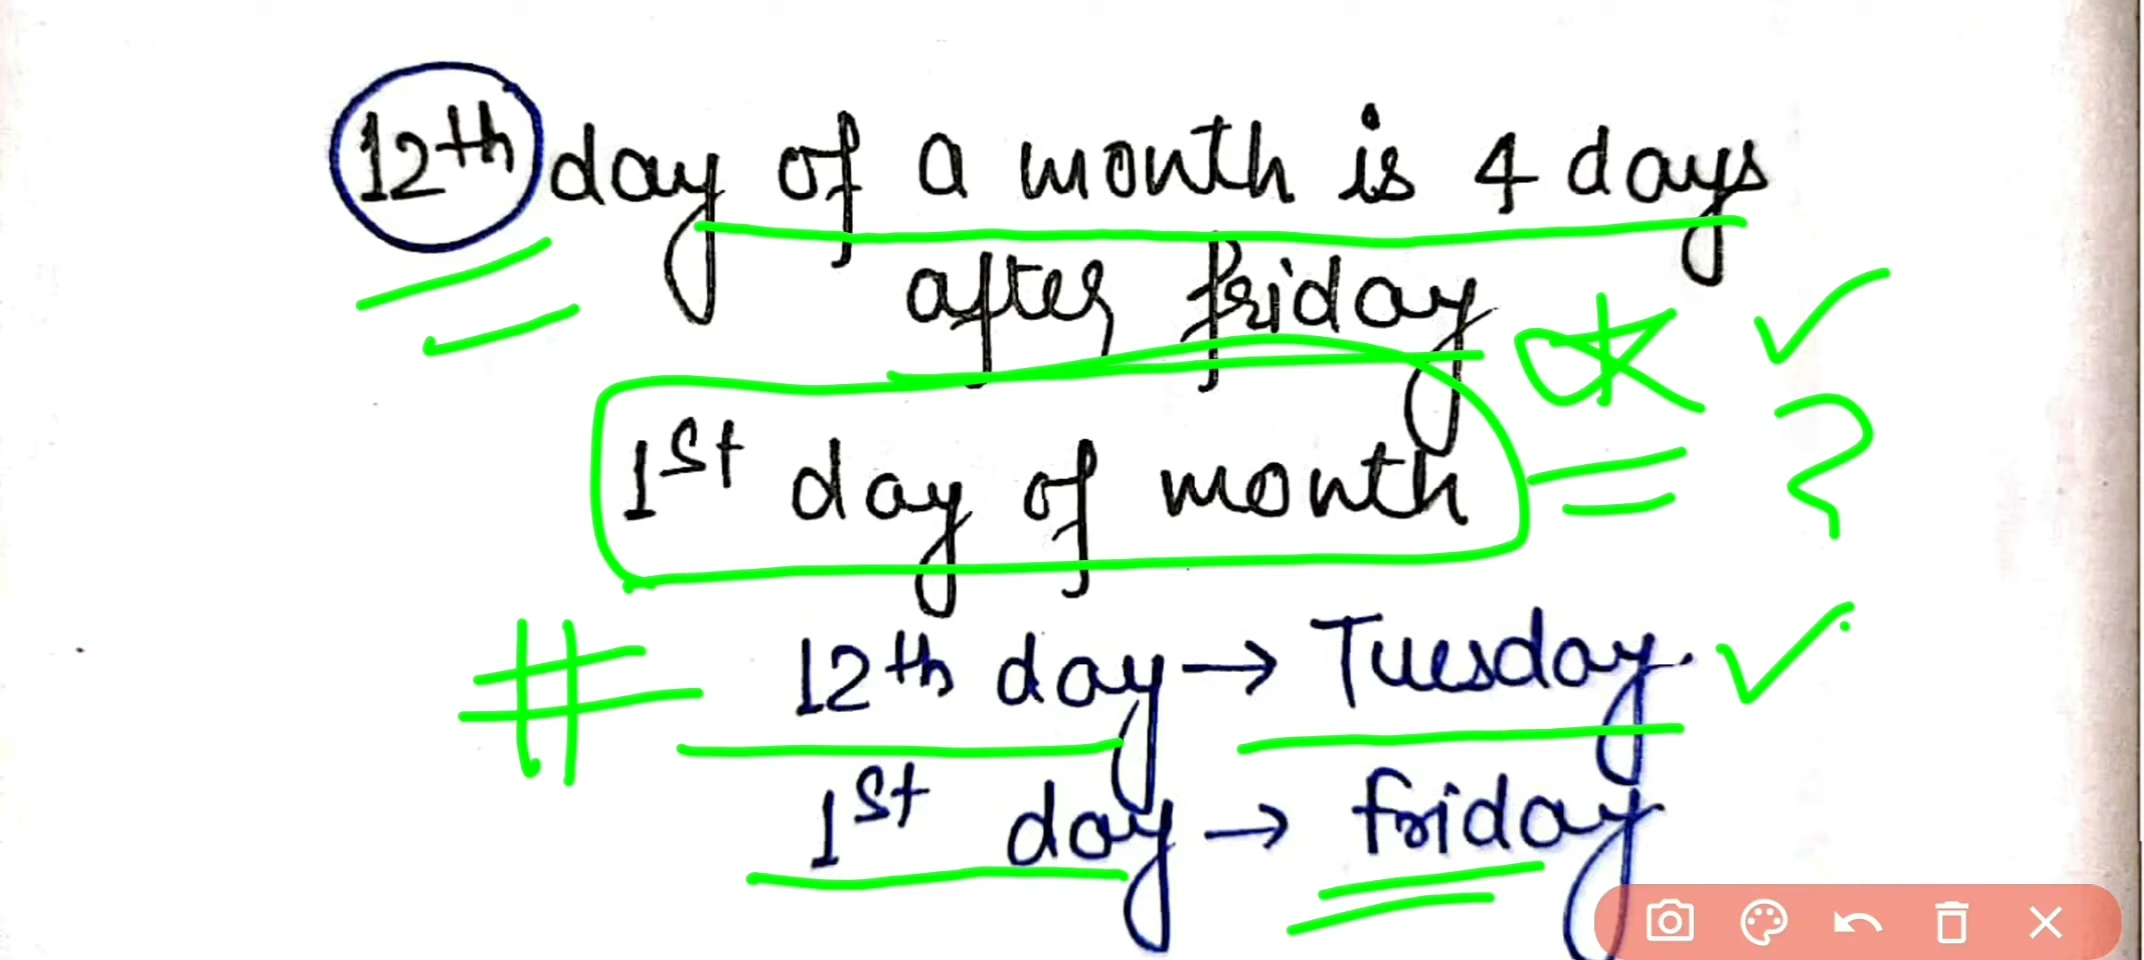 12th day of a month is 4 days
after friday
1st day of month = ?
12th day → Tuesday.
1st day → friday